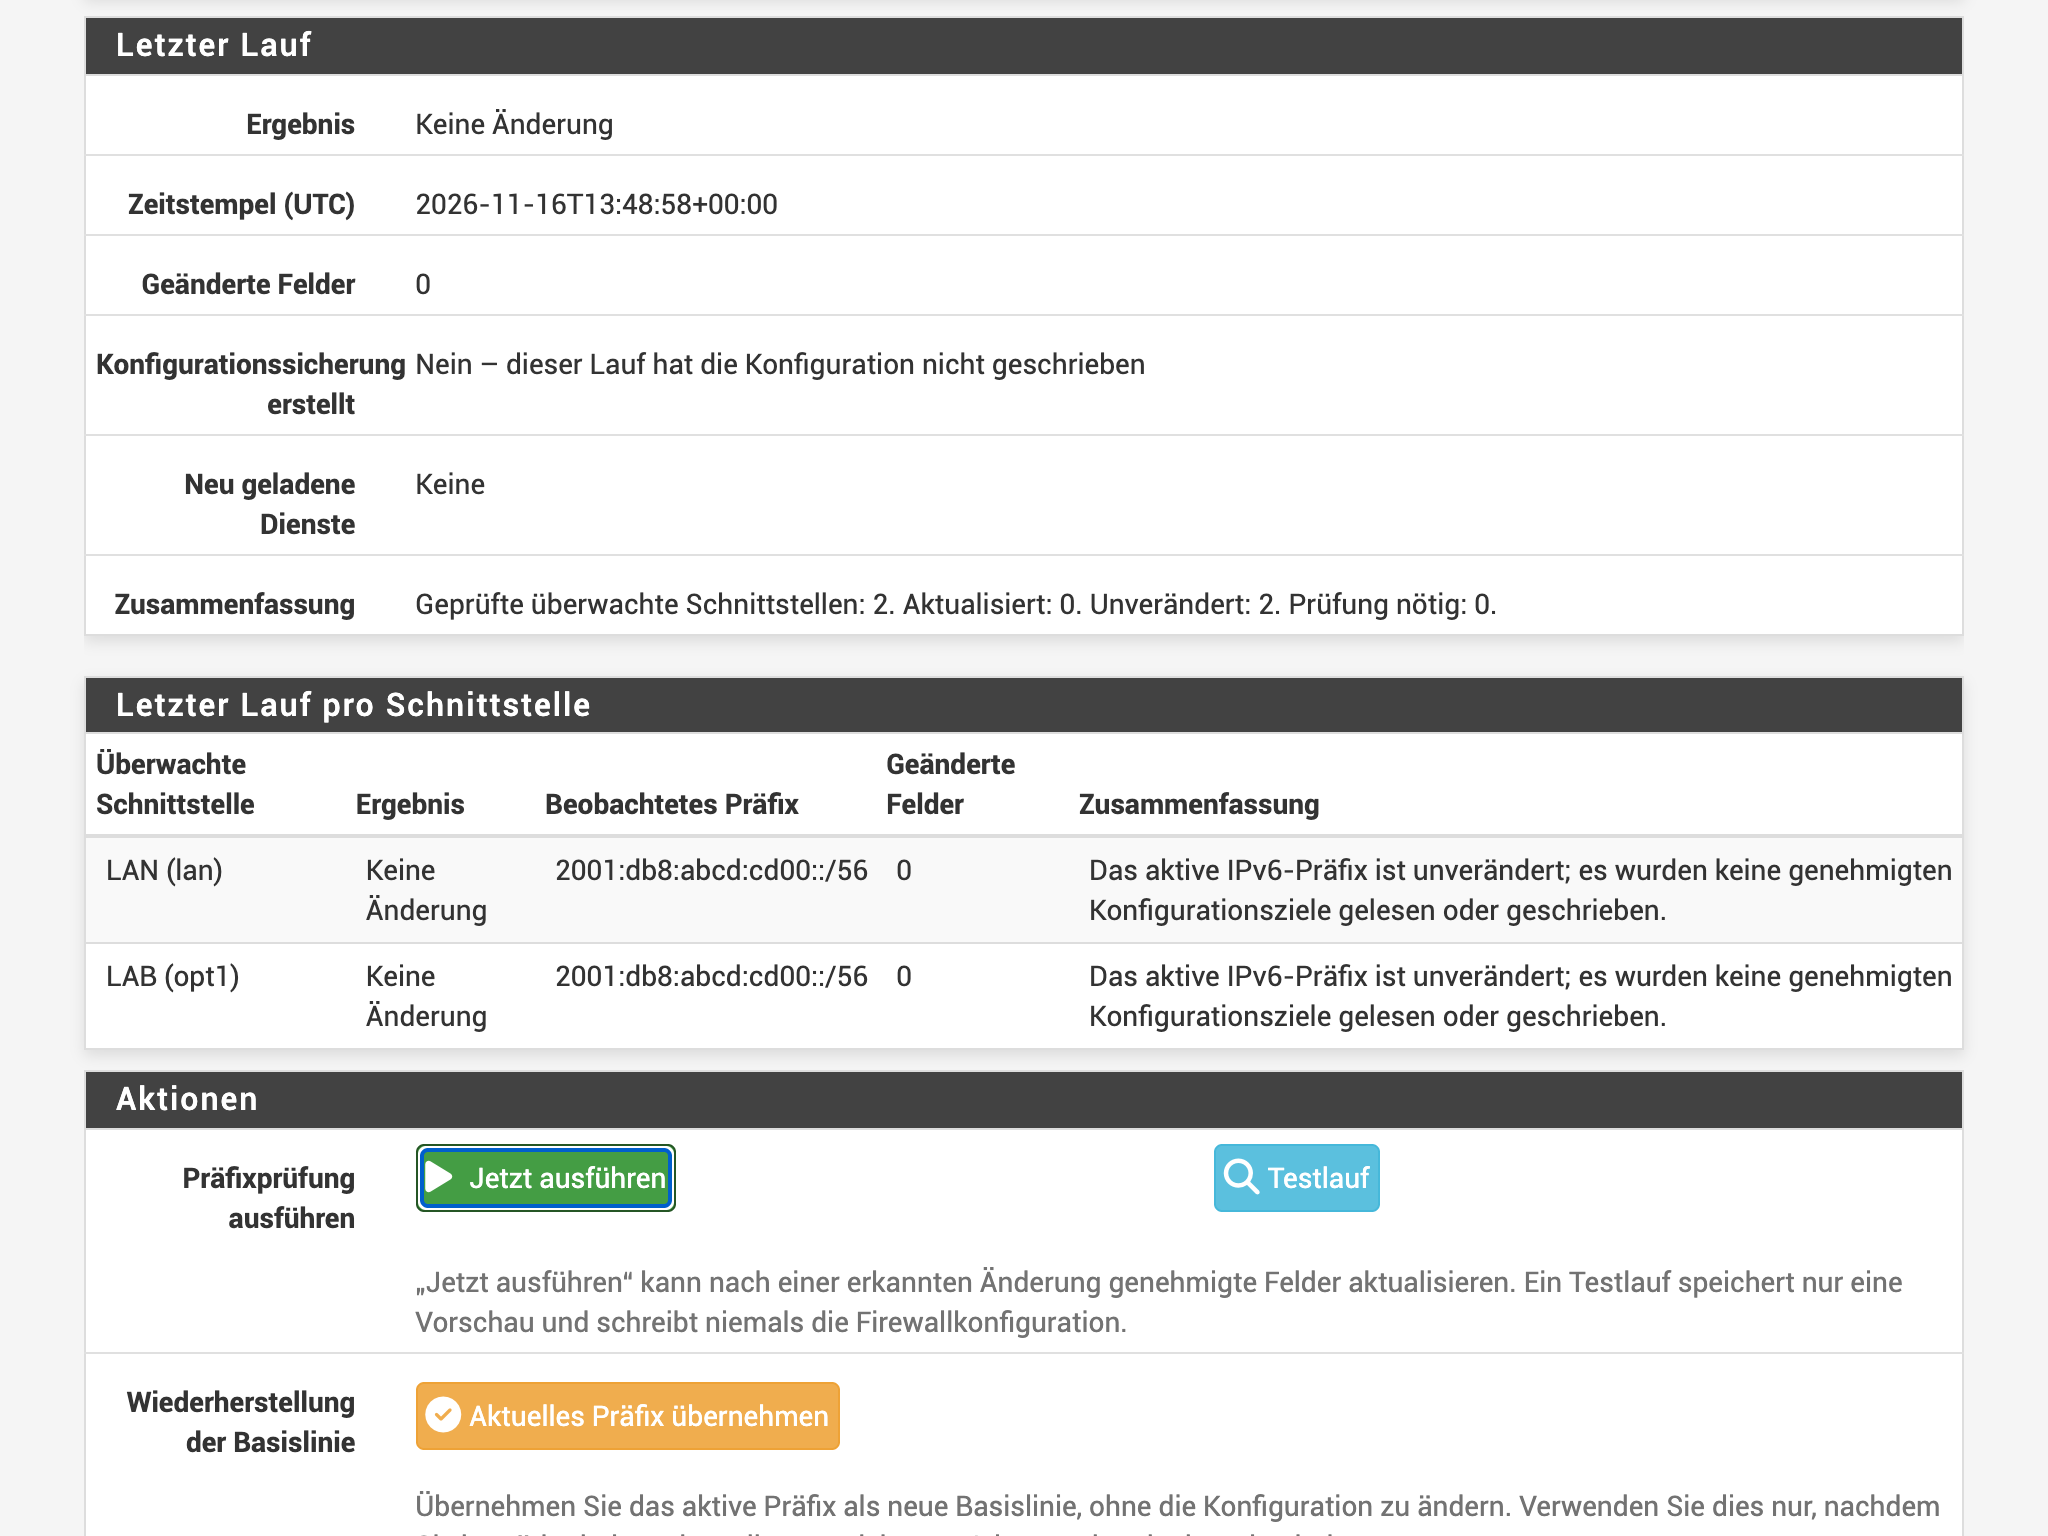 Letzter Lauf
Ergebnis Keine Änderung
Zeitstempel (UTC) 2026-11-16T13:48:58+00:00
Geänderte Felder 0
Konfigurationssicherung Nein – dieser Lauf hat die Konfiguration nicht geschrieben
erstellt
Neu geladene Keine
Dienste
Zusammenfassung Geprüfte überwachte Schnittstellen: 2. Aktualisiert: 0. Unverändert: 2. Prüfung nötig: 0.
Letzter Lauf pro Schnittstelle
Überwachte Geänderte
Schnittstelle Ergebnis Beobachtetes Präfix Felder Zusammenfassung
LAN (lan) Keine 2001:db8:abcd:cd00::/56 0 Das aktive IPv6-Präfix ist unverändert; es wurden keine genehmigten
Änderung Konfigurationsziele gelesen oder geschrieben.
LAB (opt1) Keine 2001:db8:abcd:cd00::/56 0 Das aktive IPv6-Präfix ist unverändert; es wurden keine genehmigten
Änderung Konfigurationsziele gelesen oder geschrieben.
Aktionen
Präfixprüfung Jetzt ausführen Testlauf
ausführen
„Jetzt ausführen“ kann nach einer erkannten Änderung genehmigte Felder aktualisieren. Ein Testlauf speichert nur eine
Vorschau und schreibt niemals die Firewallkonfiguration.
Wiederherstellung Aktuelles Präfix übernehmen
der Basislinie
Übernehmen Sie das aktive Präfix als neue Basislinie, ohne die Konfiguration zu ändern. Verwenden Sie dies nur, nachdem